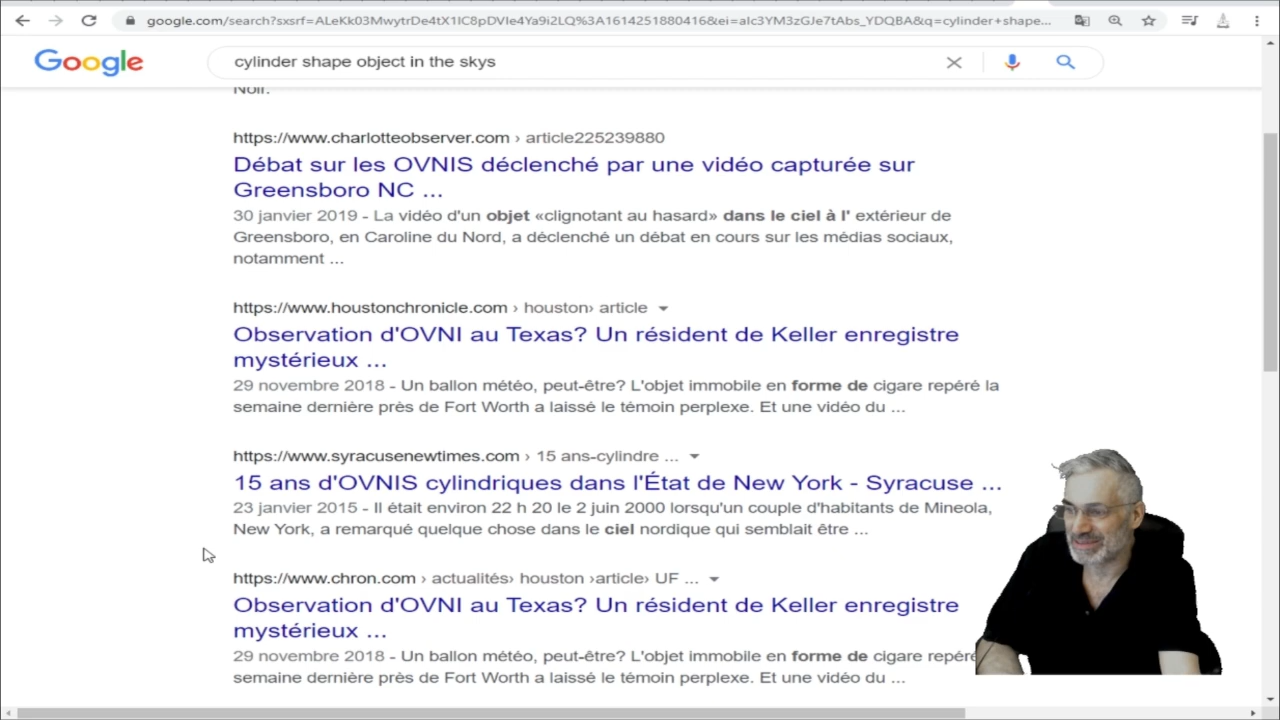 google.com/search?sxsrf=ALeKk03MwytrDe4tX1IC8pDVIe4Ya9i2LQ%3A1614251880416&ei=aIc3YM3zGJe7tAbs_YDQBA&q=cylinder+shape...
Google
cylinder shape object in the skys
Noir.
https://www.charlotteobserver.com › article225239880
Débat sur les OVNIS déclenché par une vidéo capturée sur
Greensboro NC ...
30 janvier 2019 - La vidéo d'un objet «clignotant au hasard» dans le ciel à l' extérieur de
Greensboro, en Caroline du Nord, a déclenché un débat en cours sur les médias sociaux,
notamment ...
https://www.houstonchronicle.com › houston› article
Observation d'OVNI au Texas? Un résident de Keller enregistre
mystérieux ...
29 novembre 2018 - Un ballon météo, peut-être? L'objet immobile en forme de cigare repéré la
semaine dernière près de Fort Worth a laissé le témoin perplexe. Et une vidéo du ...
https://www.syracusenewtimes.com › 15 ans-cylindre ...
15 ans d'OVNIS cylindriques dans l'État de New York - Syracuse ...
23 janvier 2015 - Il était environ 22 h 20 le 2 juin 2000 lorsqu'un couple d'habitants de Mineola,
New York, a remarqué quelque chose dans le ciel nordique qui semblait être ...
https://www.chron.com › actualités› houston ›article› UF ...
Observation d'OVNI au Texas? Un résident de Keller enregistre
mystérieux ...
29 novembre 2018 - Un ballon météo, peut-être? L'objet immobile en forme de cigare repéré
semaine dernière près de Fort Worth a laissé le témoin perplexe. Et une vidéo du ...